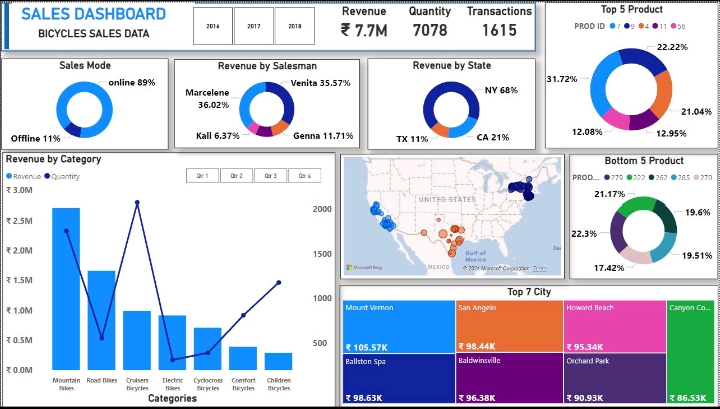 SALES DASHBOARD
BICYCLES SALES DATA
2016 2017 2018
Revenue Quantity Transactions
₹ 7.7M 7078 1615
Top 5 Product
PROD ID 7 9 4 11 56
22.22%
31.72%
21.04%
12.08% 12.95%
Sales Mode
online 89%
Offline 11%
Revenue by Salesman
Venita 35.57%
Marcelene
36.02%
Kall 6.37% Genna 11.71%
Revenue by State
NY 68%
TX 11% CA 21%
Revenue by Category
Revenue Quantity
Qtr 1 Qtr 2 Qtr 3 Qtr 4
₹ 3.0M
₹ 2.5M
₹ 2.0M
₹ 1.5M
₹ 1.0M
₹ 0.5M
₹ 0.0M
2000
1500
1000
500
Mountain Bikes
Road Bikes
Cruisers Bicycles
Electric Bikes
Cyclocross Bicycles
Comfort Bicycles
Children Bicycles
Categories
UNITED STATES
Gulf of
Mexico
MEXICO
Microsoft Bing
© 2024 Microsoft Corporation Terms
Bottom 5 Product
PROD... 279 222 262 285 270
21.17%
19.6%
22.3%
19.51%
17.42%
Top 7 City
Mount Vernon
₹ 105.57K
San Angelo
₹ 98.44K
Howard Beach
₹ 95.34K
Canyon Co...
₹ 86.53K
Ballston Spa
₹ 98.63K
Baldwinsville
₹ 96.38K
Orchard Park
₹ 90.93K